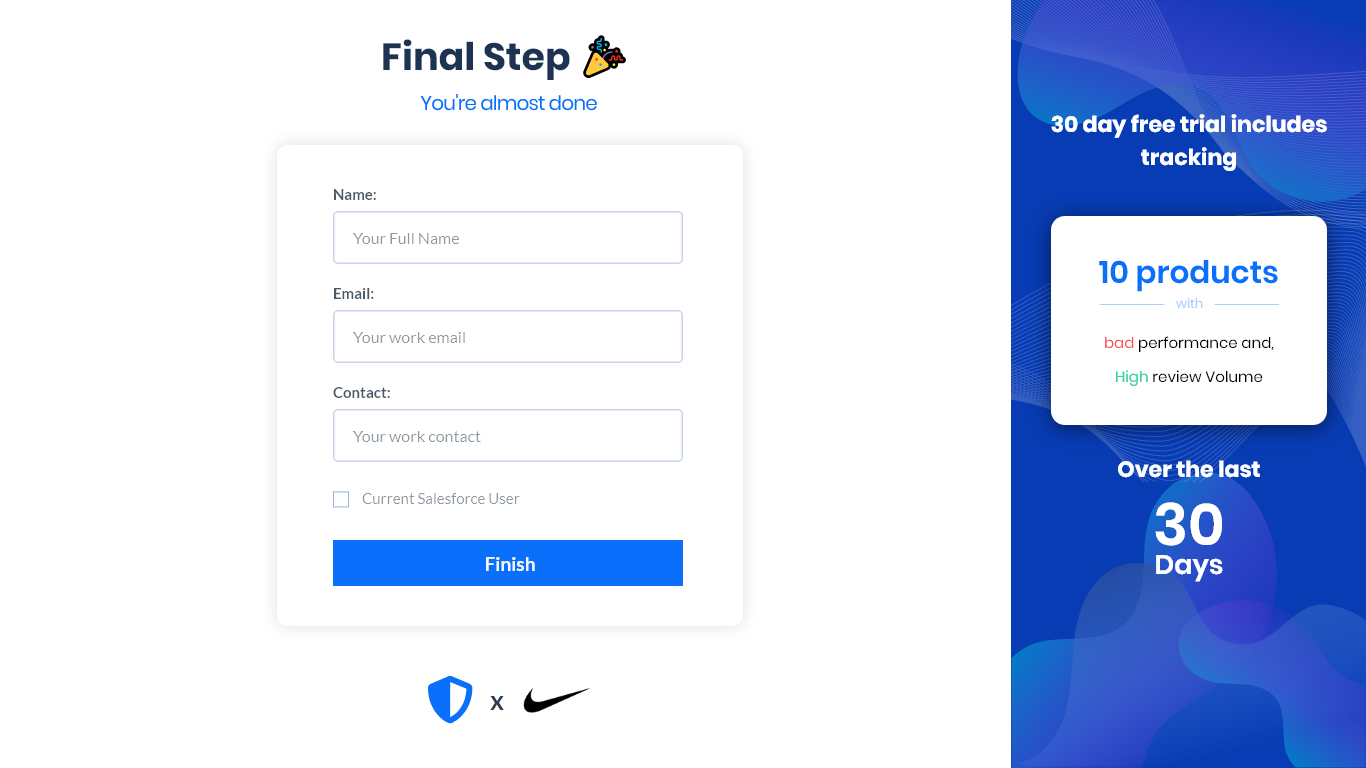 Final Step
You're almost done
Name:
Your Full Name
Email:
Your work email
Contact:
Your work contact
Current Salesforce User
Finish
x
30 day free trial includes
tracking
10 products
with
bad performance and,
High review Volume
Over the last
30
Days